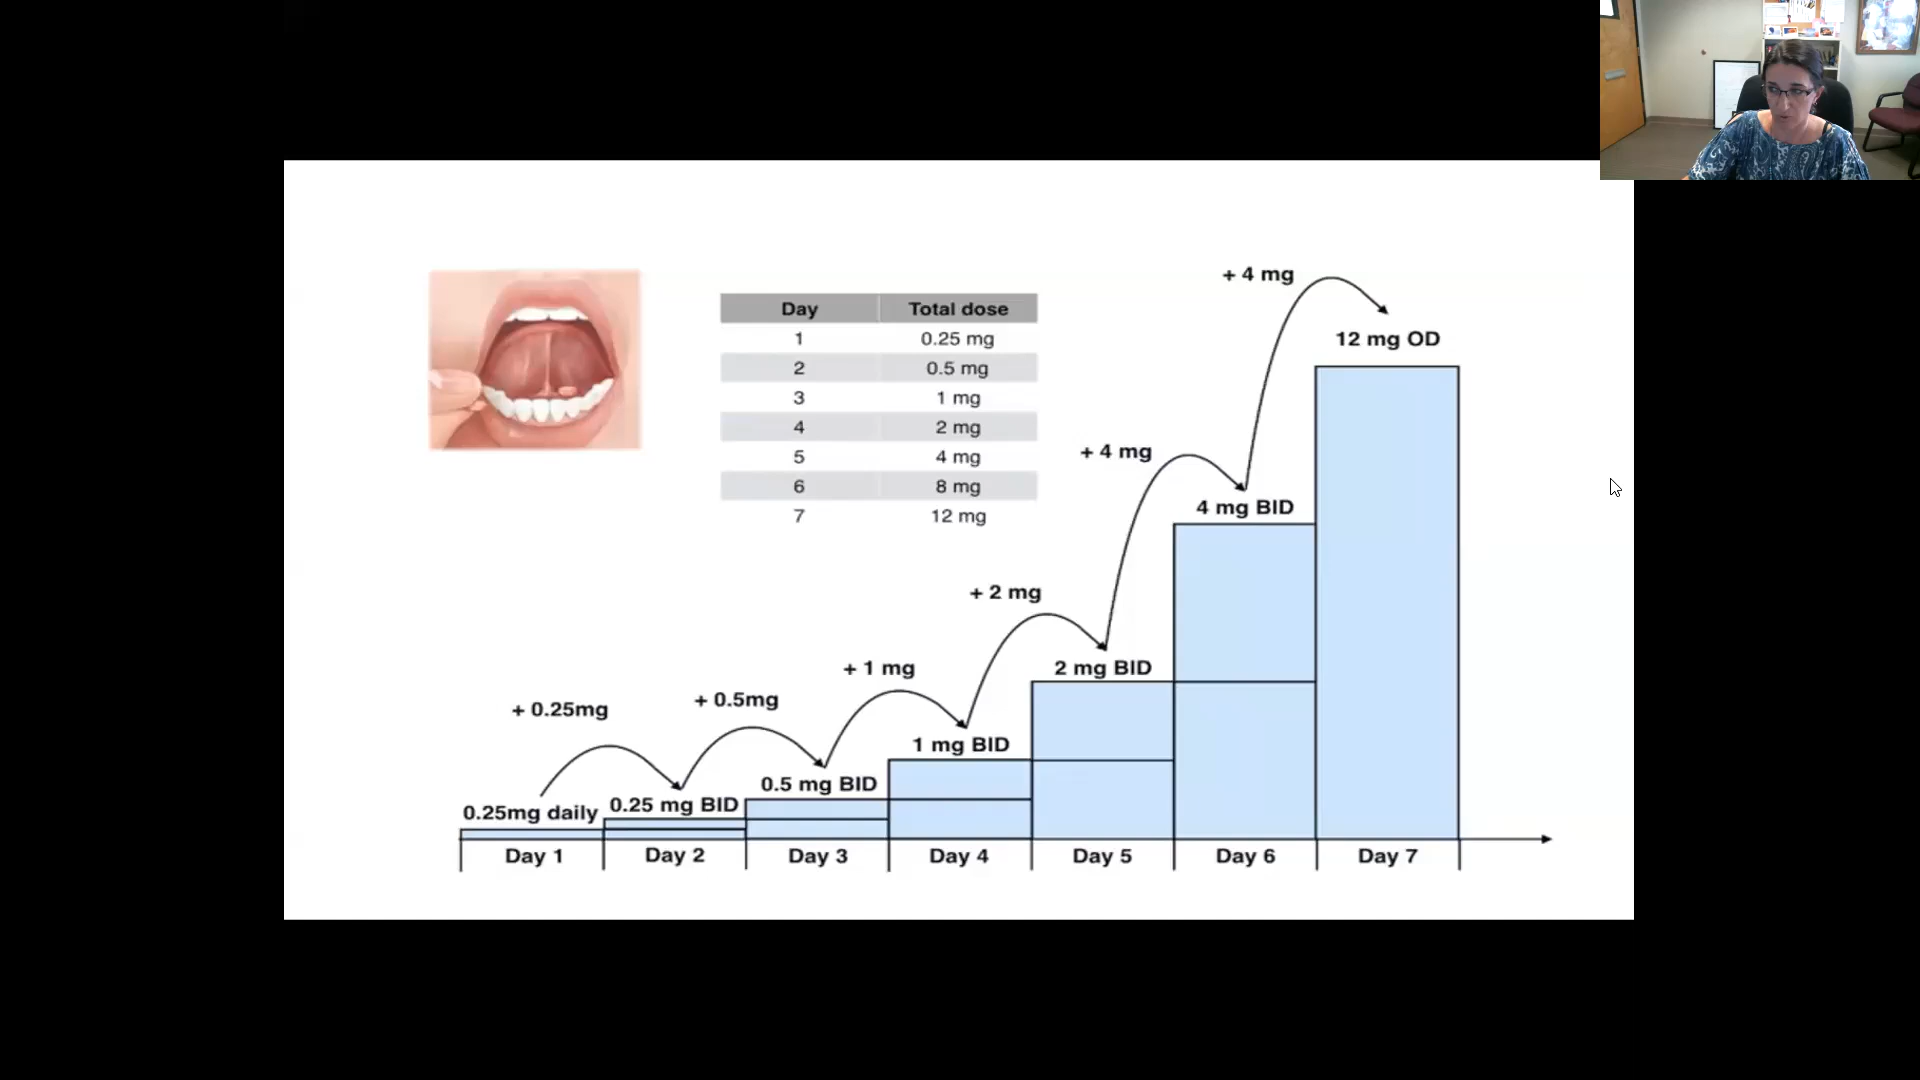 Day Total dose
1 0.25 mg
2 0.5 mg
3 1 mg
4 2 mg
5 4 mg
6 8 mg
7 12 mg
+ 4 mg
12 mg OD
+ 4 mg
4 mg BID
+ 2 mg
2 mg BID
+ 1 mg
1 mg BID
+ 0.5mg
0.5 mg BID
+ 0.25mg
0.25mg daily
0.25 mg BID
Day 1 Day 2 Day 3 Day 4 Day 5 Day 6 Day 7